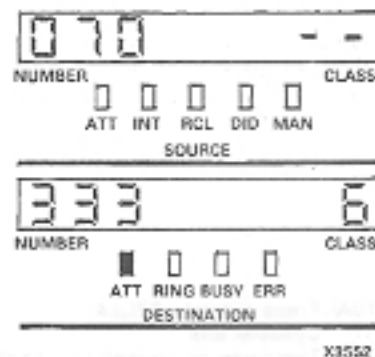 070 --
NUMBER CLASS
ATT INT RCL DID MAN
SOURCE
333 6
NUMBER CLASS
ATT RING BUSY ERR
DESTINATION
X3552